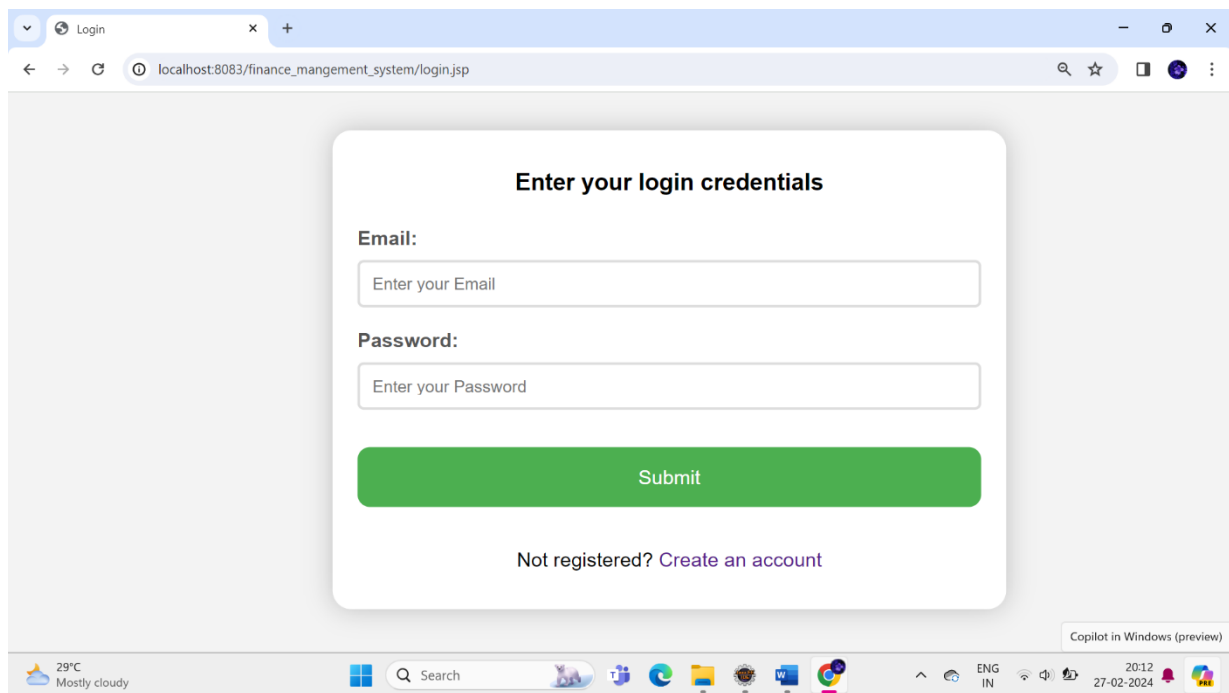 Login
localhost:8083/finance_mangement_system/login.jsp
Enter your login credentials
Email:
Enter your Email
Password:
Enter your Password
Submit
Not registered? Create an account
Copilot in Windows (preview)
29°C
Mostly cloudy
Search
ENG
IN
20:12
27-02-2024
PRE